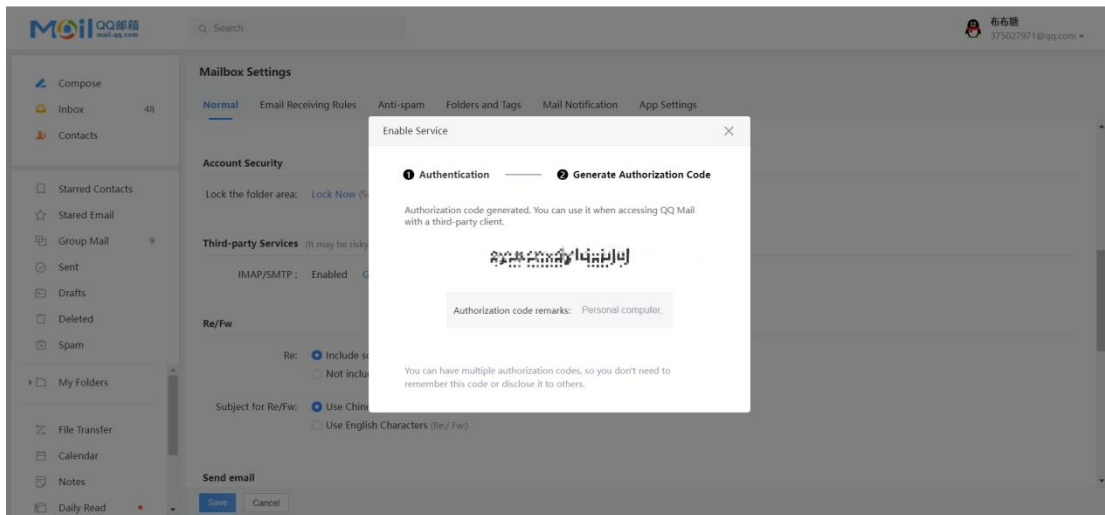 MOil QQ邮箱
mail.qq.com
Search
布布糖
375027971@qq.com
Compose
Inbox 48
Contacts
Starred Contacts
Stared Email
Group Mail 9
Sent
Drafts
Deleted
Spam
My Folders
File Transfer
Calendar
Notes
Daily Read
Mailbox Settings
Normal Email Receiving Rules Anti-spam Folders and Tags Mail Notification App Settings
Account Security
Lock the folder area: Lock Now
Third-party Services (It may be risky
IMAP/SMTP : Enabled
Re/Fw
Re: Include
Not
Subject for Re/Fw: Use
Use English Characters (Re:/ Fw:)
Send email
Save Cancel
Enable Service
1 Authentication 2 Generate Authorization Code
Authorization code generated. You can use it when accessing QQ Mail
with a third-party client.
Authorization code remarks: Personal computer,
You can have multiple authorization codes, so you don't need to
remember this code or disclose it to others.